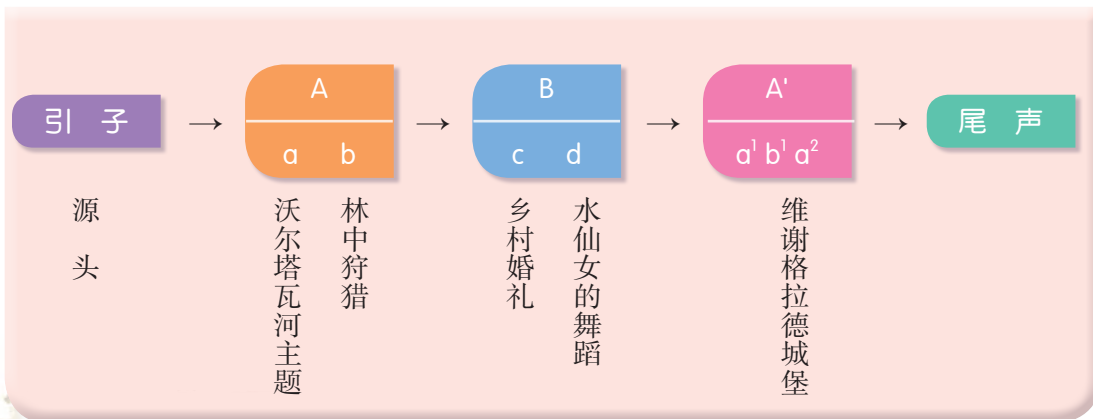 引 子
→
A
a b
→
B
c d
→
A'
a¹ b¹ a²
→
尾 声
源头
沃尔塔瓦河主题
林中狩猎
乡村婚礼
水仙女的舞蹈
维谢格拉德城堡